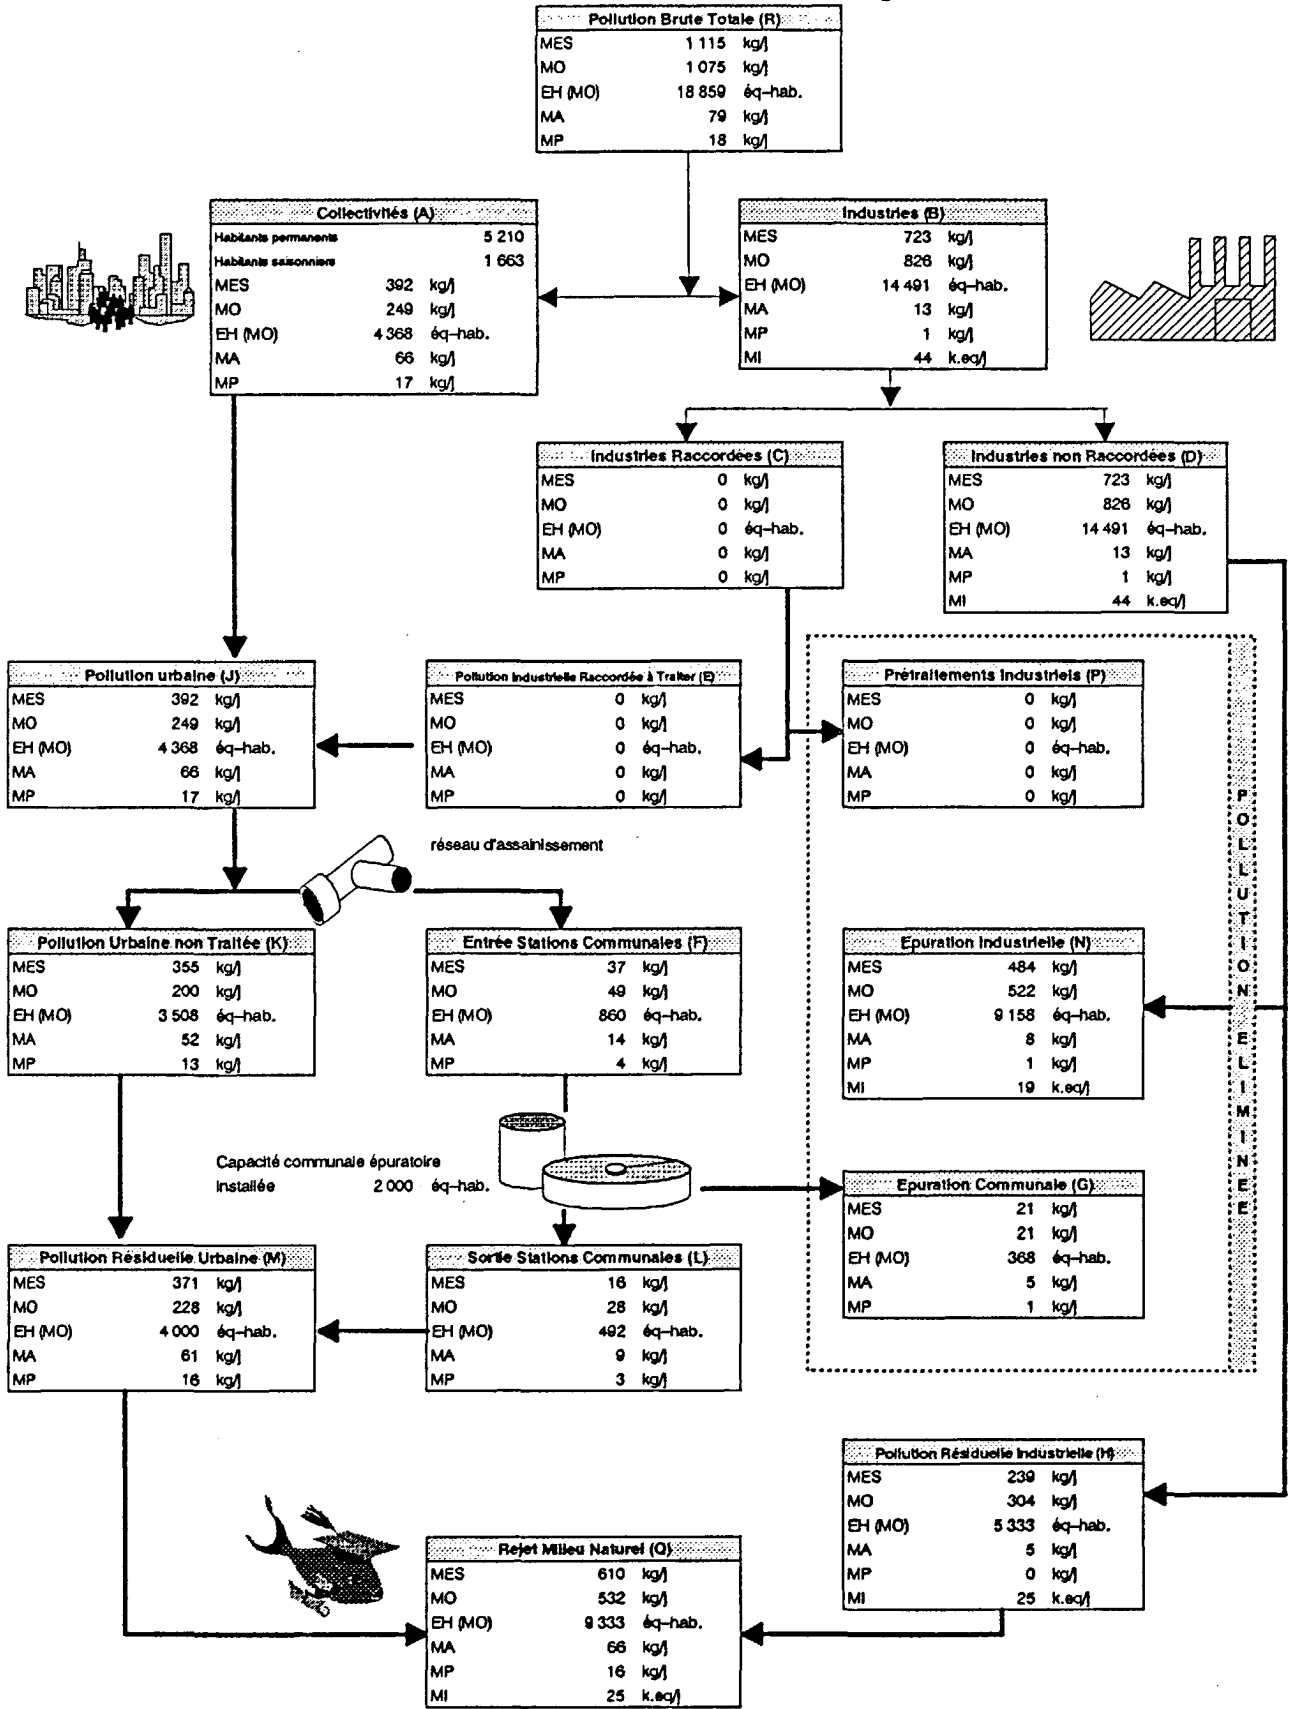 Pollution Brute Totale (R)
MES 1 115 kg/j
MO 1 075 kg/j
EH (MO) 18 859 éq-hab.
MA 79 kg/j
MP 18 kg/j
Collectivités (A)
Habitants permanents 5 210
Habitants saisonniers 1 663
MES 392 kg/j
MO 249 kg/j
EH (MO) 4 368 éq-hab.
MA 66 kg/j
MP 17 kg/j
Industries (B)
MES 723 kg/j
MO 826 kg/j
EH (MO) 14 491 éq-hab.
MA 13 kg/j
MP 1 kg/j
MI 44 k.eq/j
Industries Raccordées (C)
MES 0 kg/j
MO 0 kg/j
EH (MO) 0 éq-hab.
MA 0 kg/j
MP 0 kg/j
Industries non Raccordées (D)
MES 723 kg/j
MO 826 kg/j
EH (MO) 14 491 éq-hab.
MA 13 kg/j
MP 1 kg/j
MI 44 k.eq/j
Pollution urbaine (J)
MES 392 kg/j
MO 249 kg/j
EH (MO) 4 368 éq-hab.
MA 66 kg/j
MP 17 kg/j
Pollution Industrielle Raccordée à Traiter (E)
MES 0 kg/j
MO 0 kg/j
EH (MO) 0 éq-hab.
MA 0 kg/j
MP 0 kg/j
Prétraitements Industriels (P)
MES 0 kg/j
MO 0 kg/j
EH (MO) 0 éq-hab.
MA 0 kg/j
MP 0 kg/j
POLLUTION ELIMINEE
réseau d'assainissement
Pollution Urbaine non Traitée (K)
MES 355 kg/j
MO 200 kg/j
EH (MO) 3 508 éq-hab.
MA 52 kg/j
MP 13 kg/j
Entrée Stations Communales (F)
MES 37 kg/j
MO 49 kg/j
EH (MO) 860 éq-hab.
MA 14 kg/j
MP 4 kg/j
Epuration Industrielle (N)
MES 484 kg/j
MO 522 kg/j
EH (MO) 9 158 éq-hab.
MA 8 kg/j
MP 1 kg/j
MI 19 k.eq/j
Capacité communale épuratoire
installée 2 000 éq-hab.
Epuration Communale (G)
MES 21 kg/j
MO 21 kg/j
EH (MO) 368 éq-hab.
MA 5 kg/j
MP 1 kg/j
Pollution Résiduelle Urbaine (M)
MES 371 kg/j
MO 228 kg/j
EH (MO) 4 000 éq-hab.
MA 61 kg/j
MP 16 kg/j
Sortie Stations Communales (L)
MES 16 kg/j
MO 28 kg/j
EH (MO) 492 éq-hab.
MA 9 kg/j
MP 3 kg/j
Pollution Résiduelle Industrielle (H)
MES 239 kg/j
MO 304 kg/j
EH (MO) 5 333 éq-hab.
MA 5 kg/j
MP 0 kg/j
MI 25 k.eq/j
Rejet Milieu Naturel (Q)
MES 610 kg/j
MO 532 kg/j
EH (MO) 9 333 éq-hab.
MA 66 kg/j
MP 16 kg/j
MI 25 k.eq/j